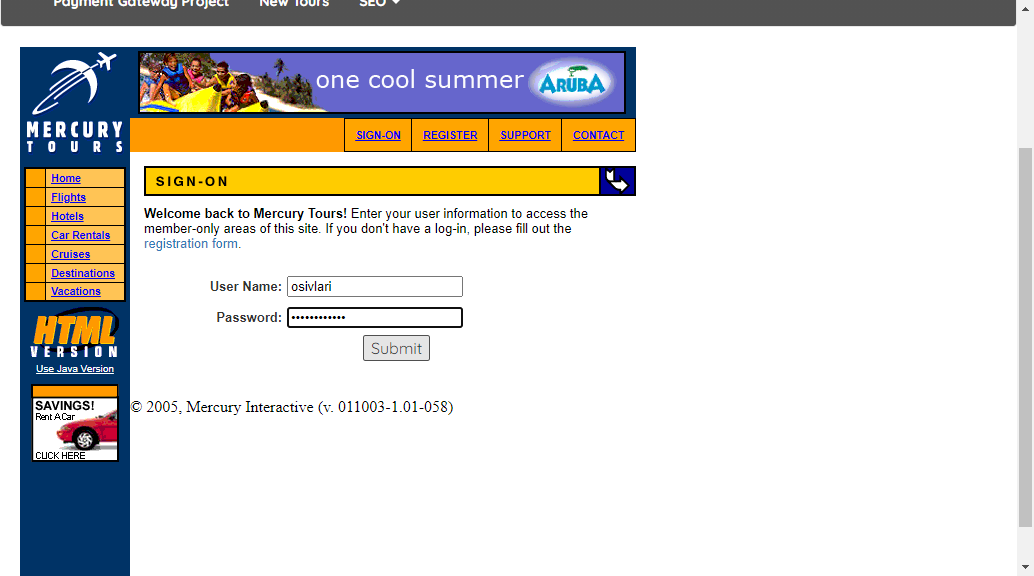 Payment Gateway Project New Tours SEO
one cool summer ARUBA
MERCURY
TOURS
SIGN-ON REGISTER SUPPORT CONTACT
SIGN-ON
Home
Flights
Hotels
Car Rentals
Cruises
Destinations
Vacations
Welcome back to Mercury Tours! Enter your user information to access the
member-only areas of this site. If you don't have a log-in, please fill out the
registration form.
User Name: osivlari
Password: ••••••••••••
Submit
HTML
VERSION
Use Java Version
SAVINGS!
Rent A Car
CLICK HERE
© 2005, Mercury Interactive (v. 011003-1.01-058)